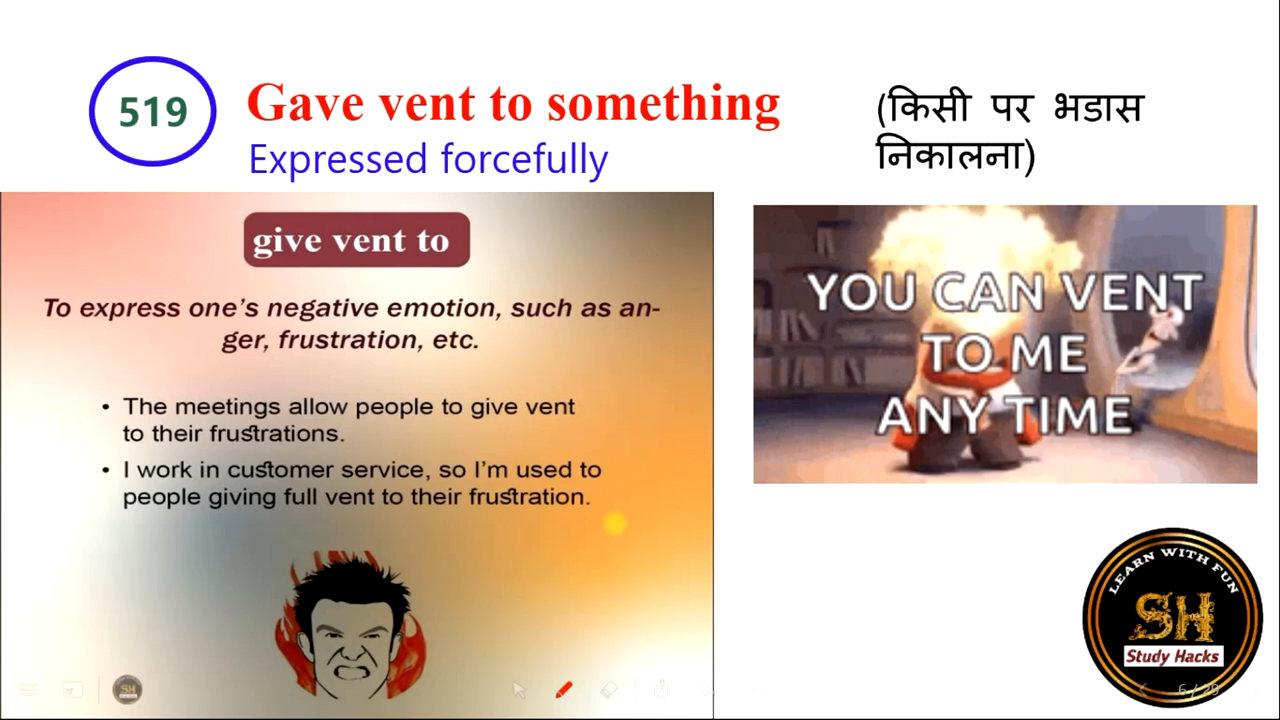 519
Gave vent to something
Expressed forcefully
(किसी पर भडास
निकालना)
give vent to
To express one's negative emotion, such as an-
ger, frustration, etc.
• The meetings allow people to give vent
to their frustrations.
• I work in customer service, so I'm used to
people giving full vent to their frustration.
YOU CAN VENT
TO ME
ANY TIME
LEARN WITH FUN
SH
Study Hacks
SH
6 / 29